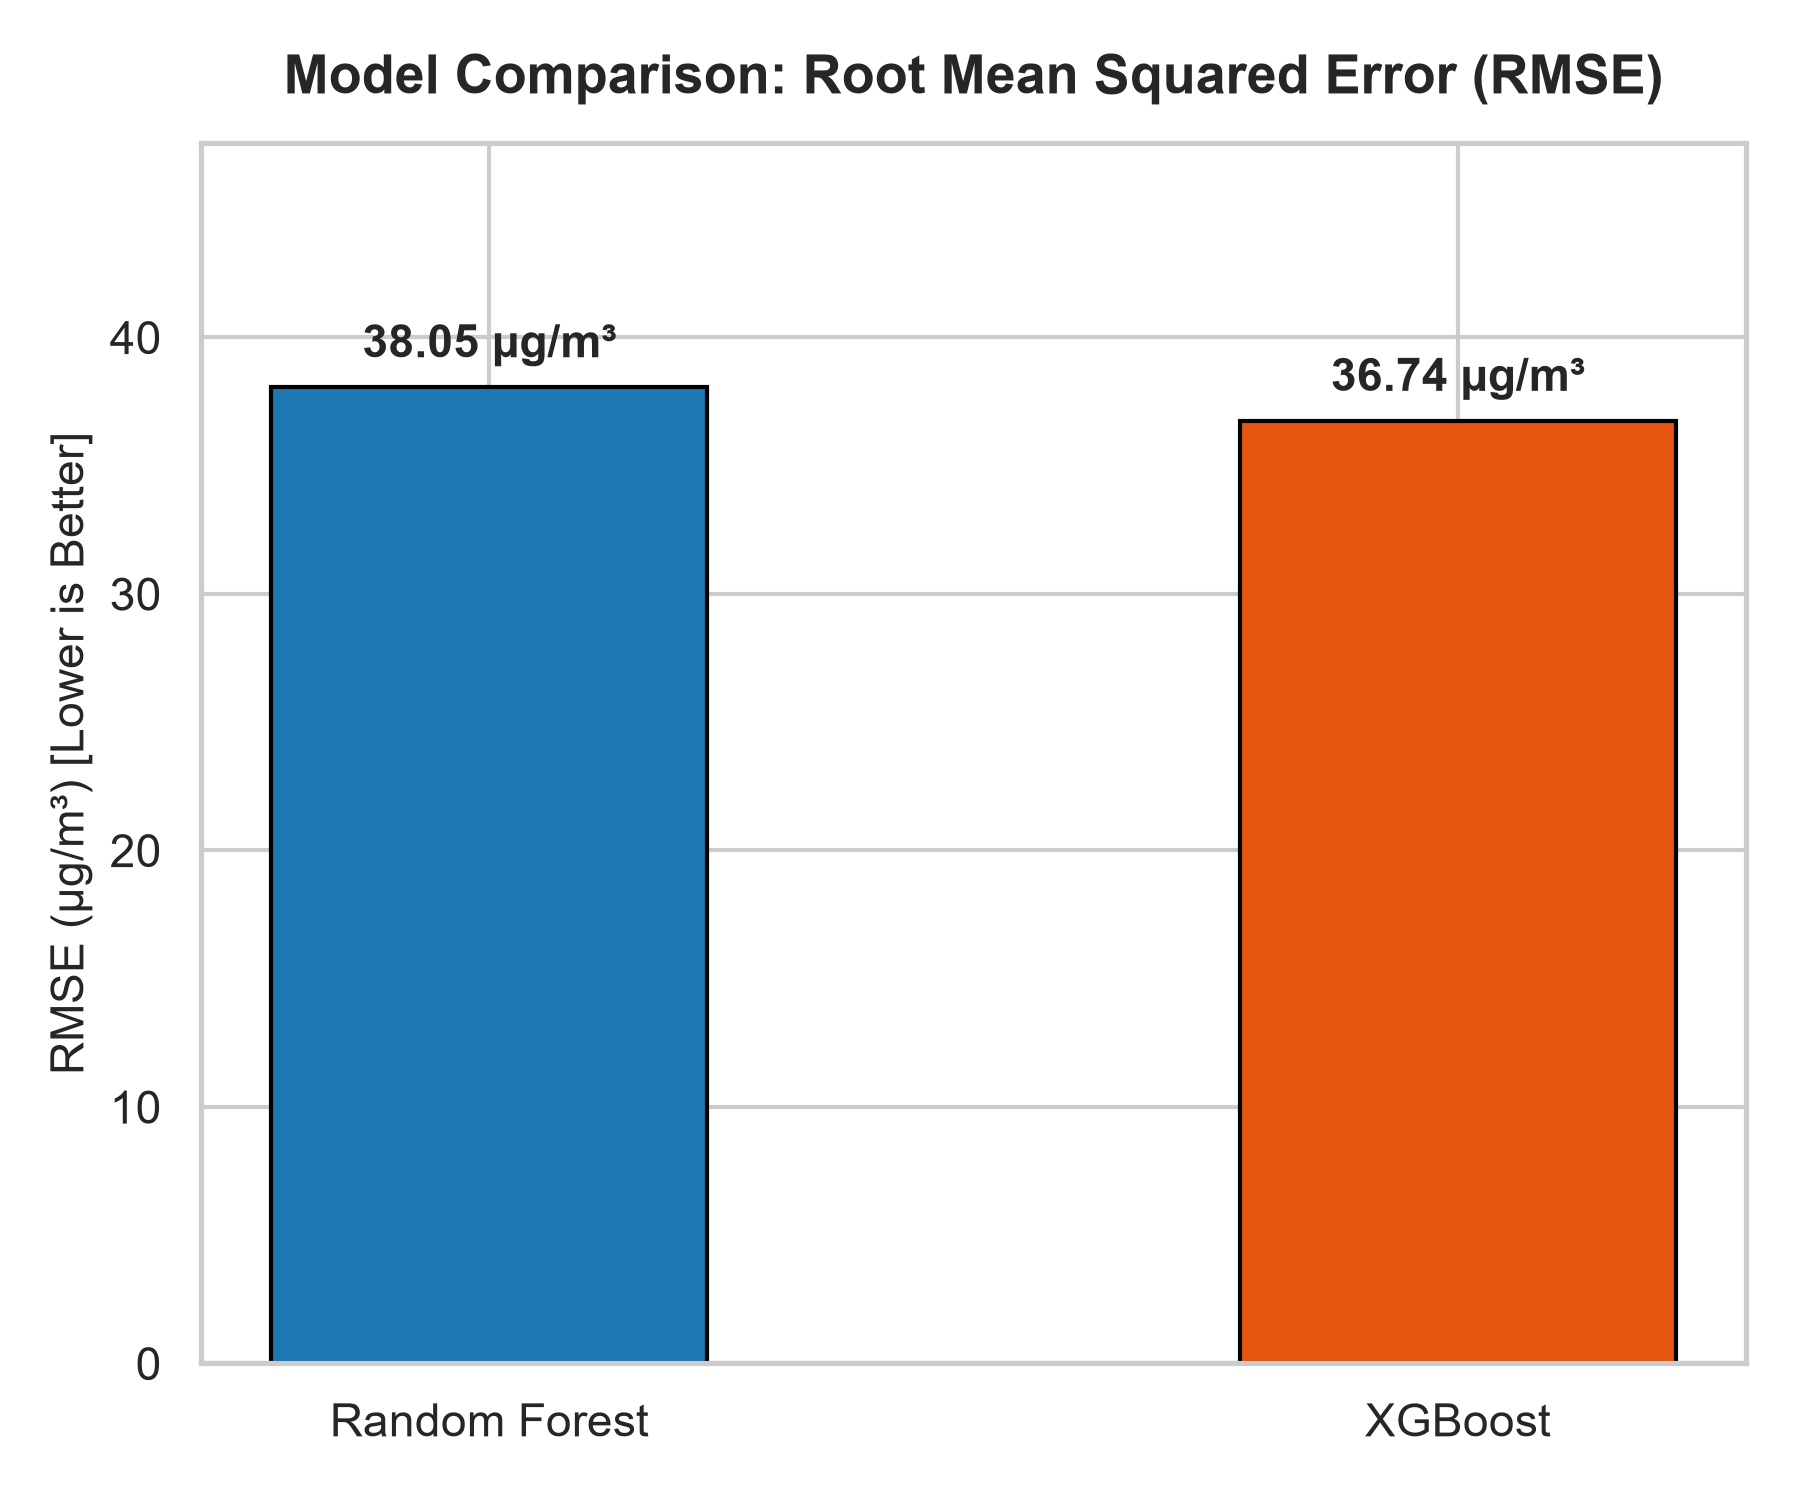 Model Comparison: Root Mean Squared Error (RMSE)
RMSE (µg/m³) [Lower is Better]
40
30
20
10
0
38.05 µg/m³
36.74 µg/m³
Random Forest
XGBoost